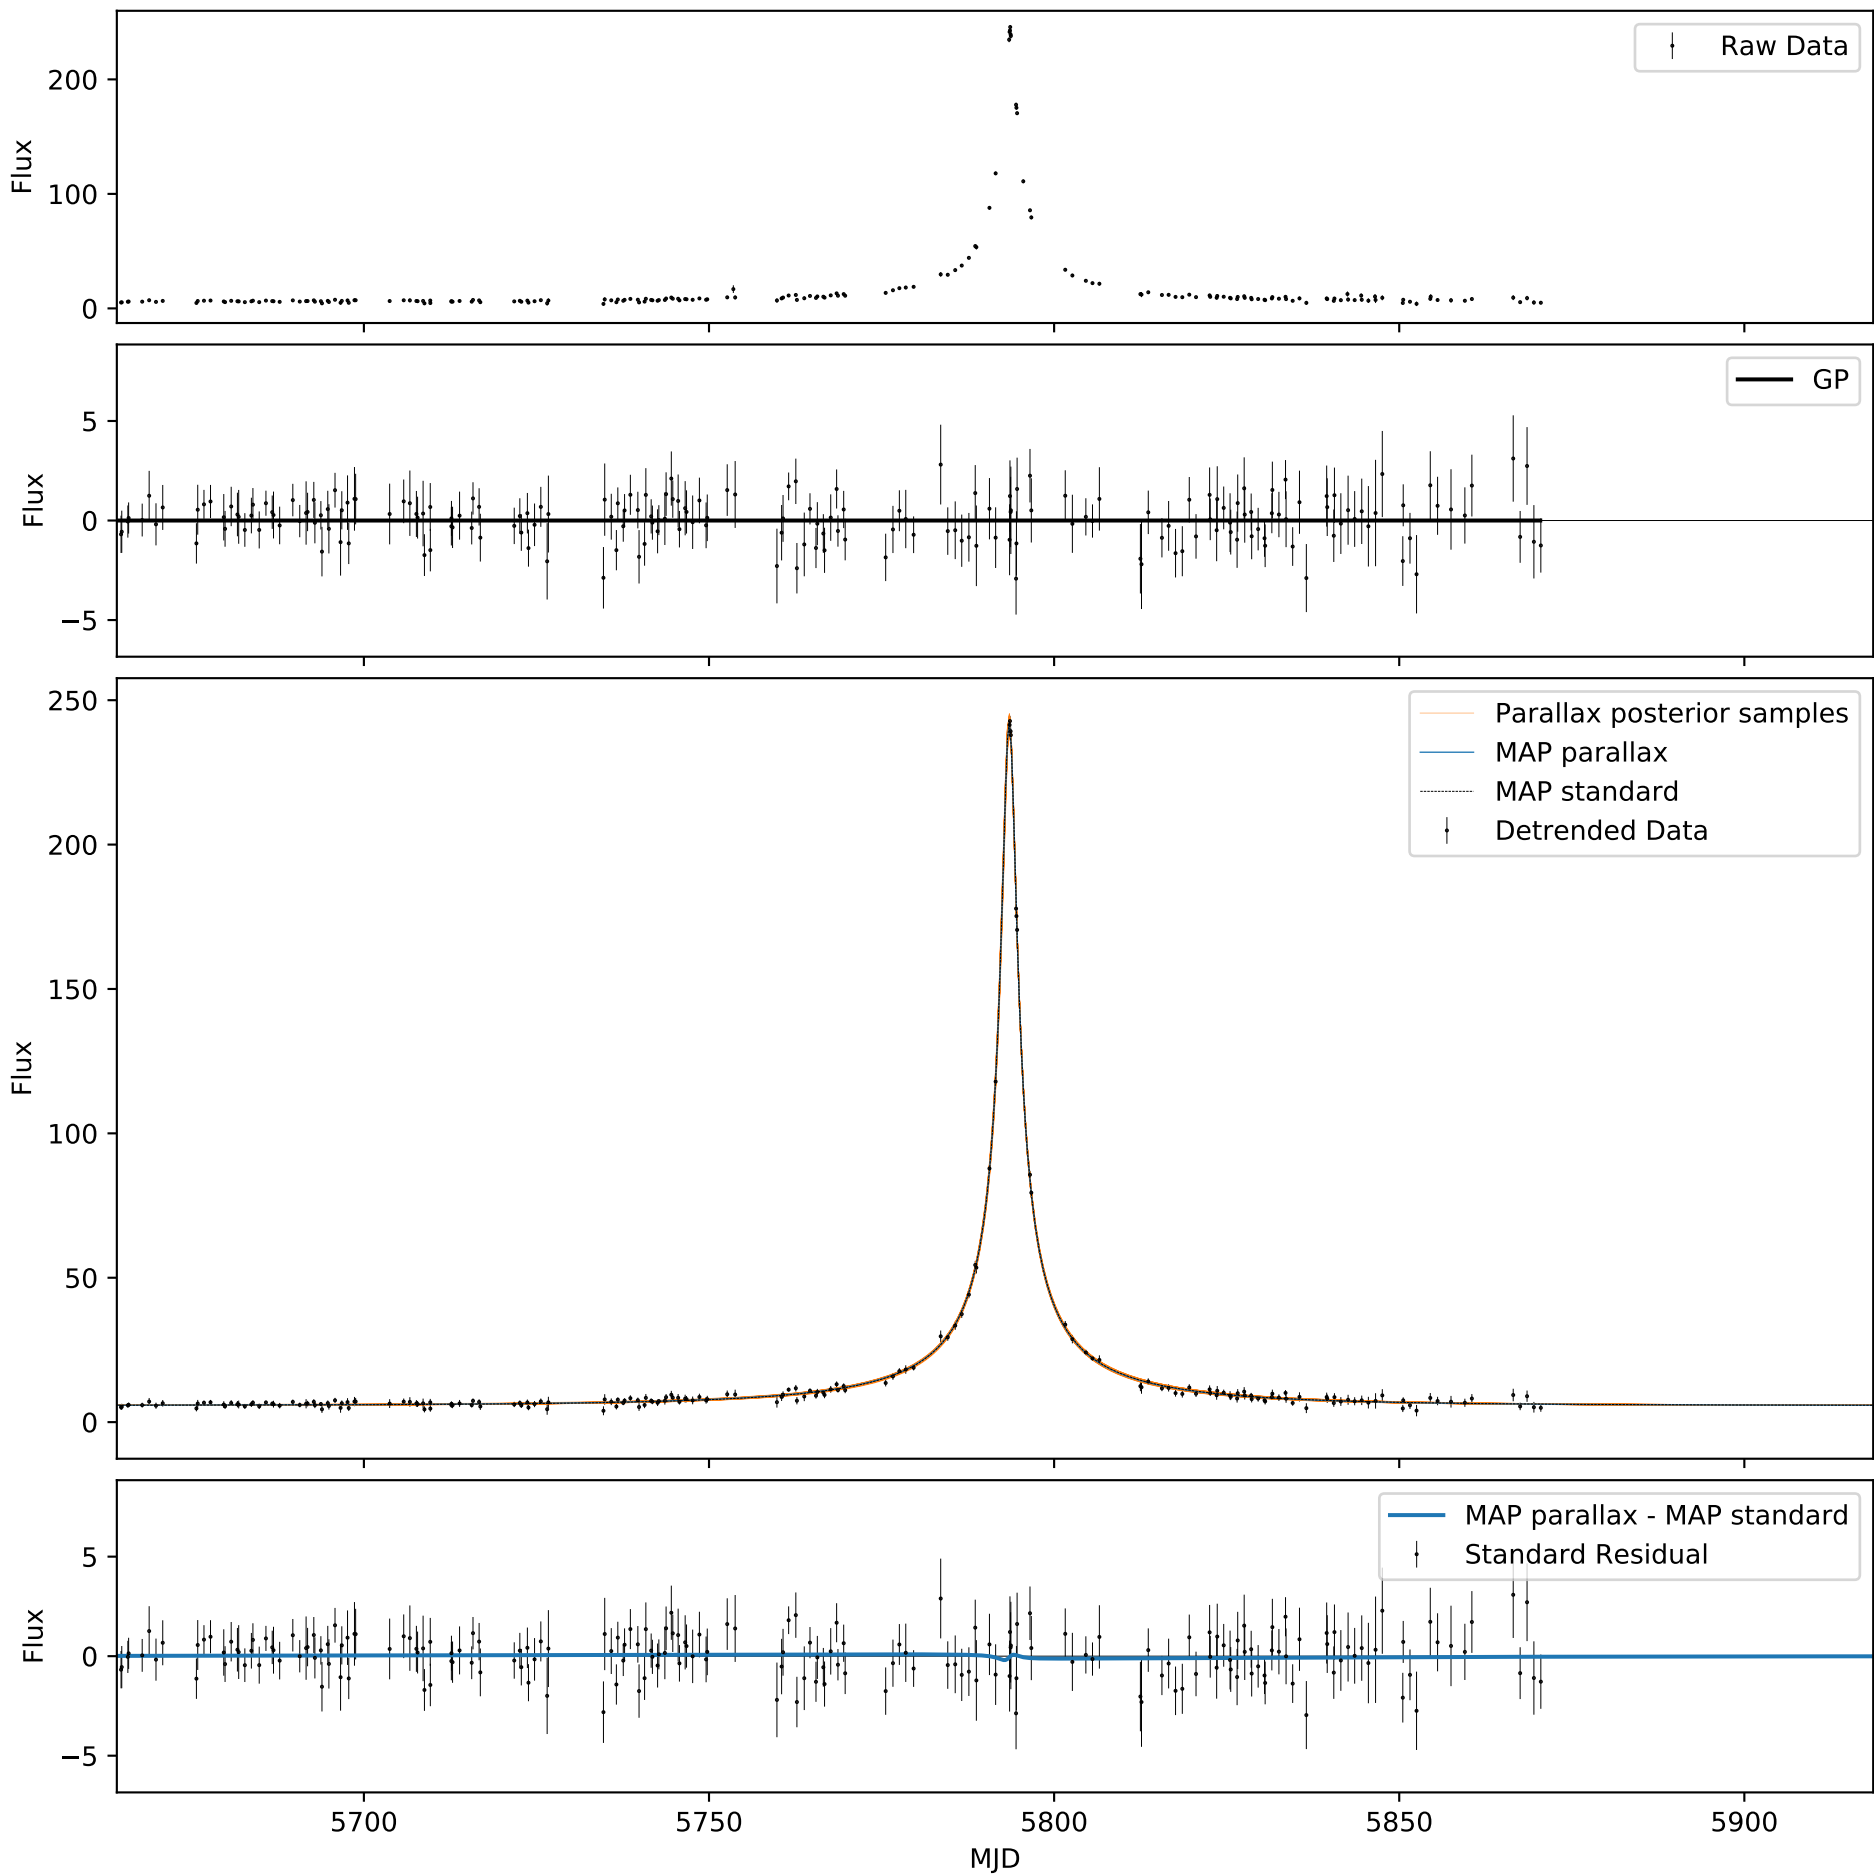 Flux
200
100
0
Raw Data
Flux
5
0
−5
GP
Flux
250
200
150
100
50
0
Parallax posterior samples
MAP parallax
MAP standard
Detrended Data
Flux
5
0
−5
MAP parallax - MAP standard
Standard Residual
5700
5750
5800
5850
5900
MJD